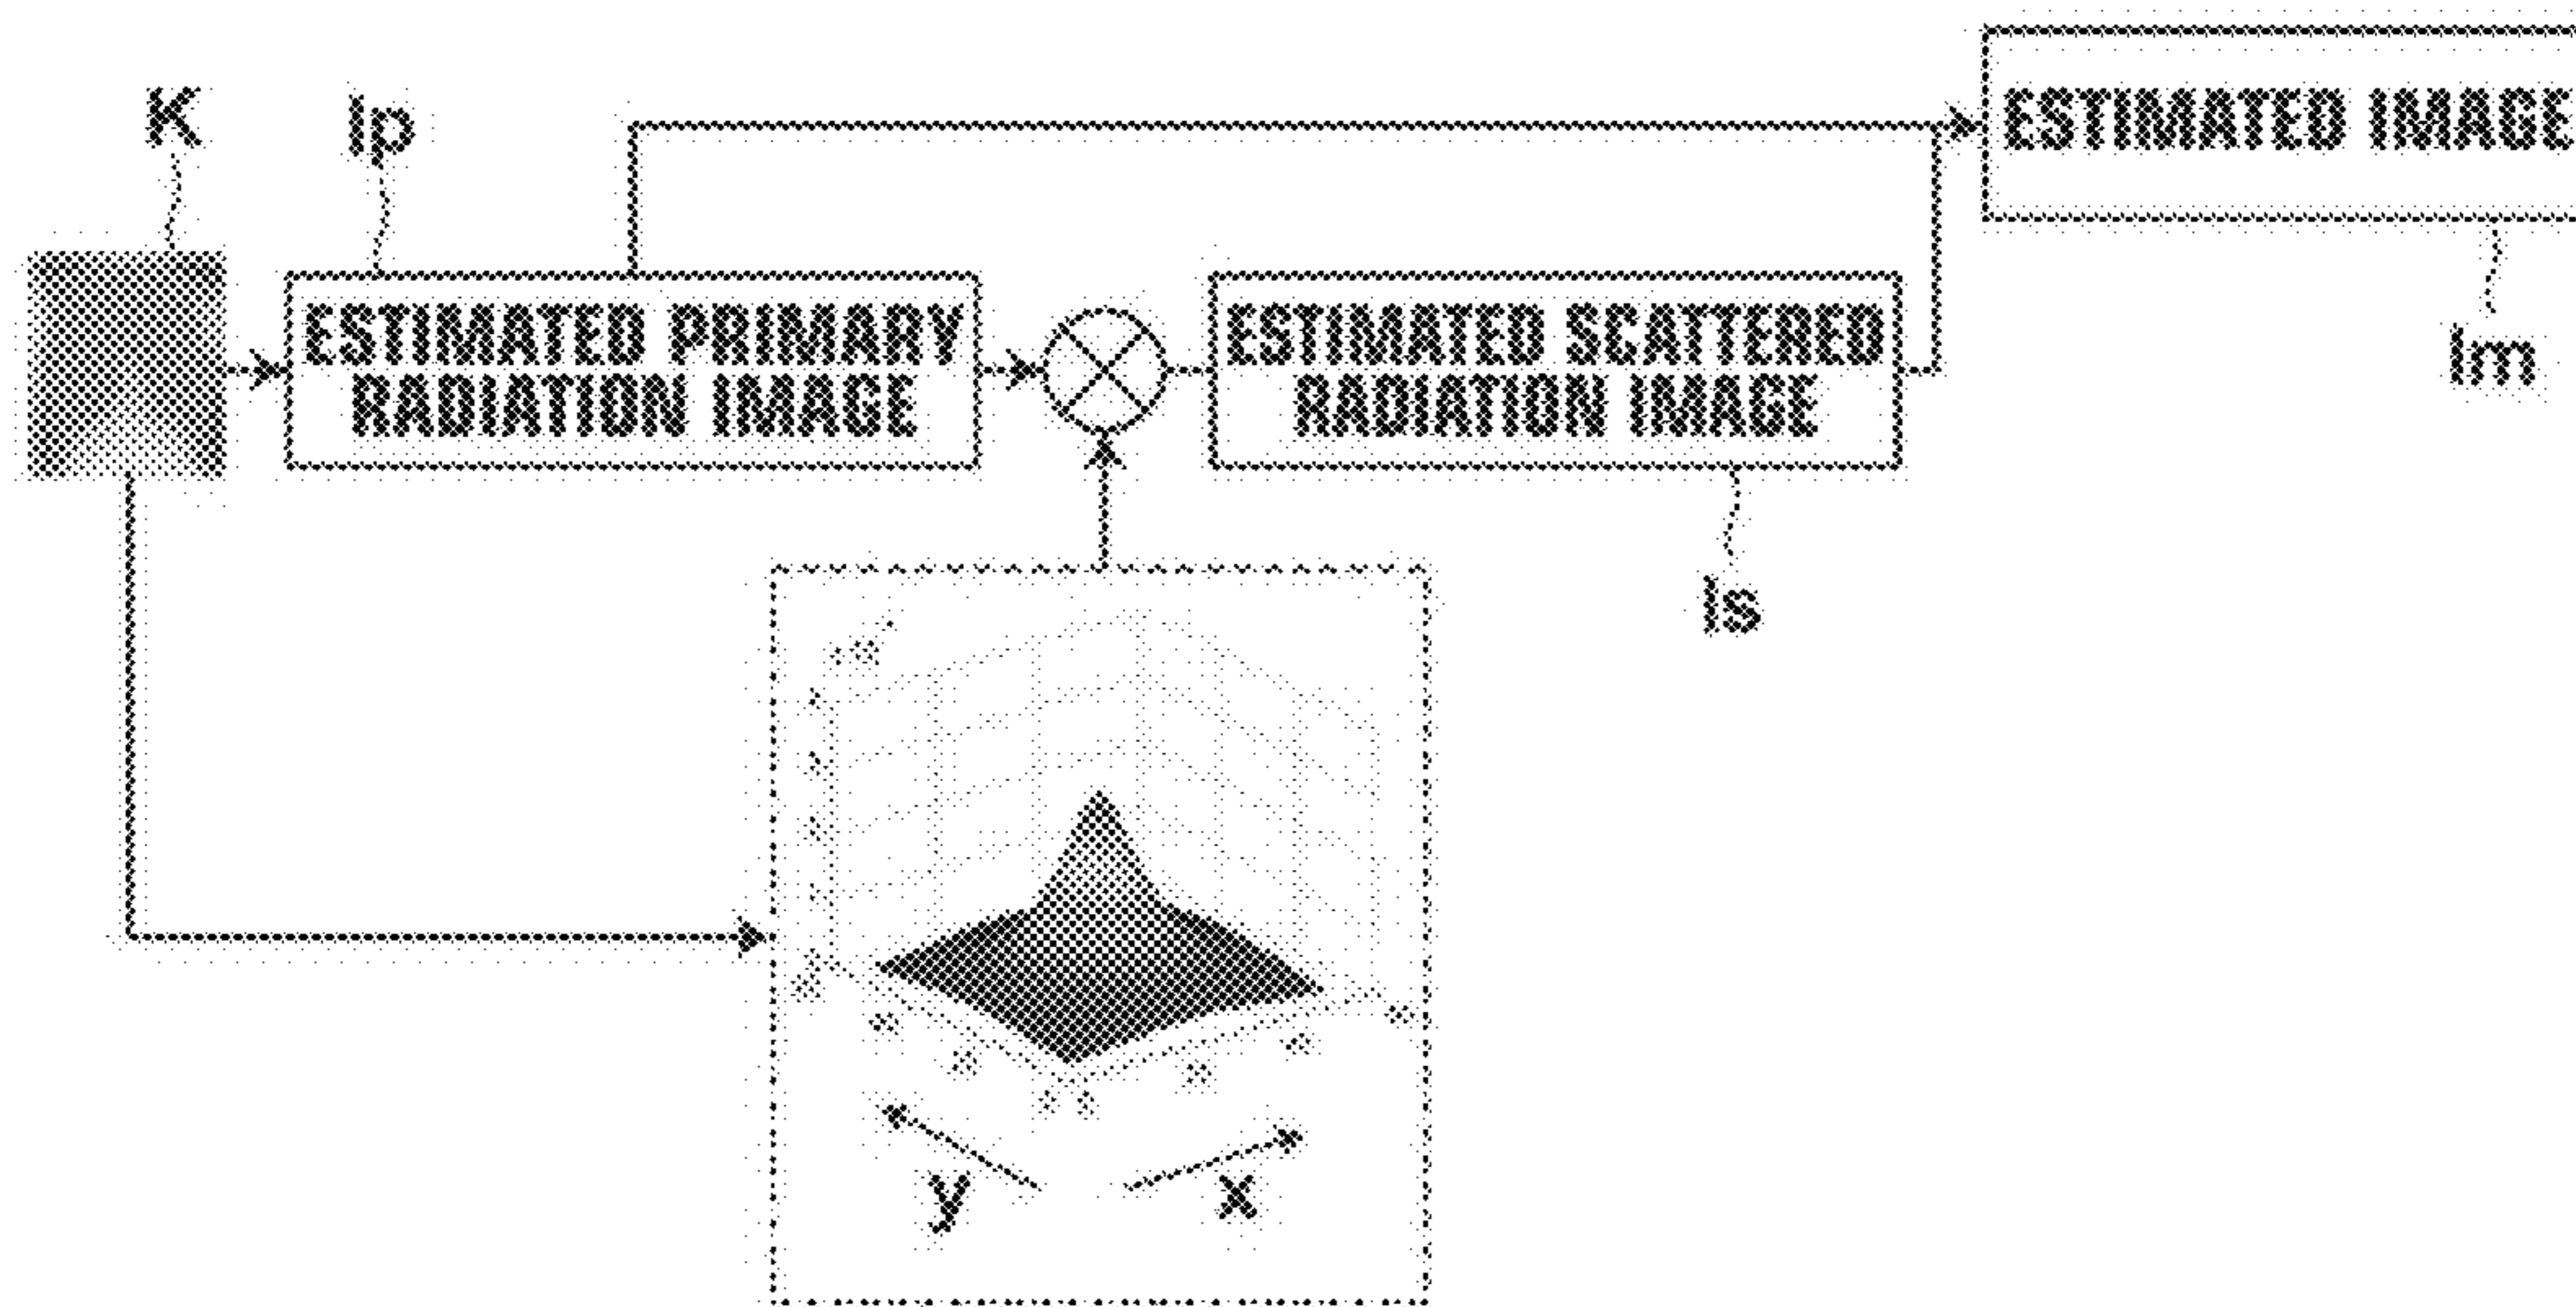 K
Ip
ESTIMATED IMAGE
ESTIMATED PRIMARY
RADIATION IMAGE
ESTIMATED SCATTERED
RADIATION IMAGE
Im
Is
y
x